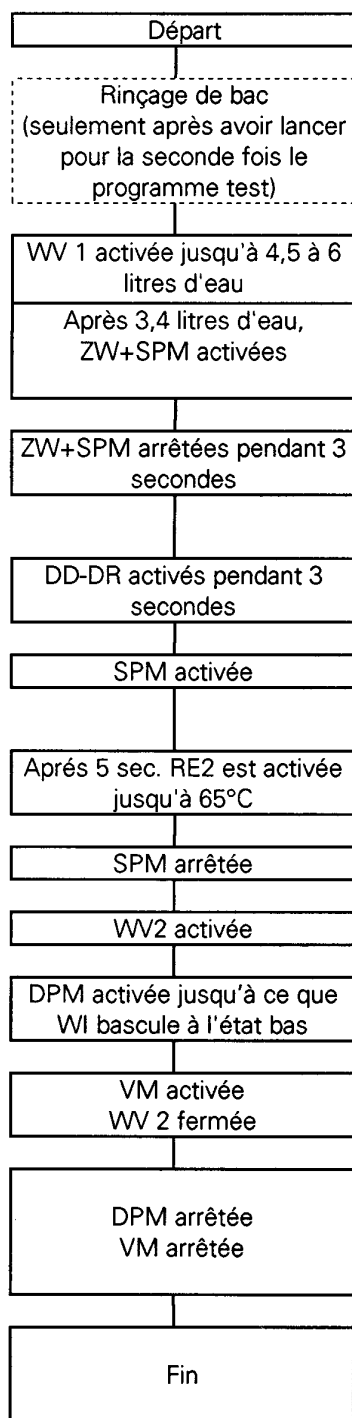 Départ
Rinçage de bac
(seulement après avoir lancer
pour la seconde fois le
programme test)
WV 1 activée jusqu'à 4,5 à 6
litres d'eau
Après 3,4 litres d'eau,
ZW+SPM activées
ZW+SPM arrêtées pendant 3
secondes
DD-DR activés pendant 3
secondes
SPM activée
Aprés 5 sec. RE2 est activée
jusqu'à 65°C
SPM arrêtée
WV2 activée
DPM activée jusqu'à ce que
WI bascule à l'état bas
VM activée
WV 2 fermée
DPM arrêtée
VM arrêtée
Fin